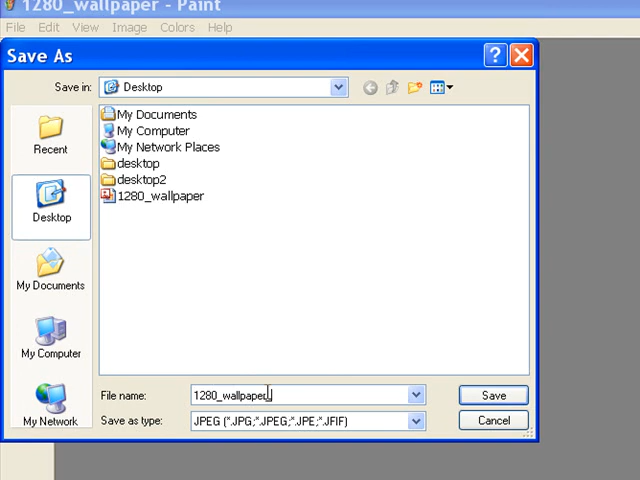 1280_wallpaper - Paint
File Edit View Image Colors Help
Save As
Save in: Desktop
My Documents
My Computer
My Network Places
desktop
desktop2
1280_wallpaper
Recent
Desktop
My Documents
My Computer
My Network
File name: 1280_wallpaper
Save
Save as type: JPEG (*.JPG;*.JPEG;*.JPE;*.JFIF)
Cancel